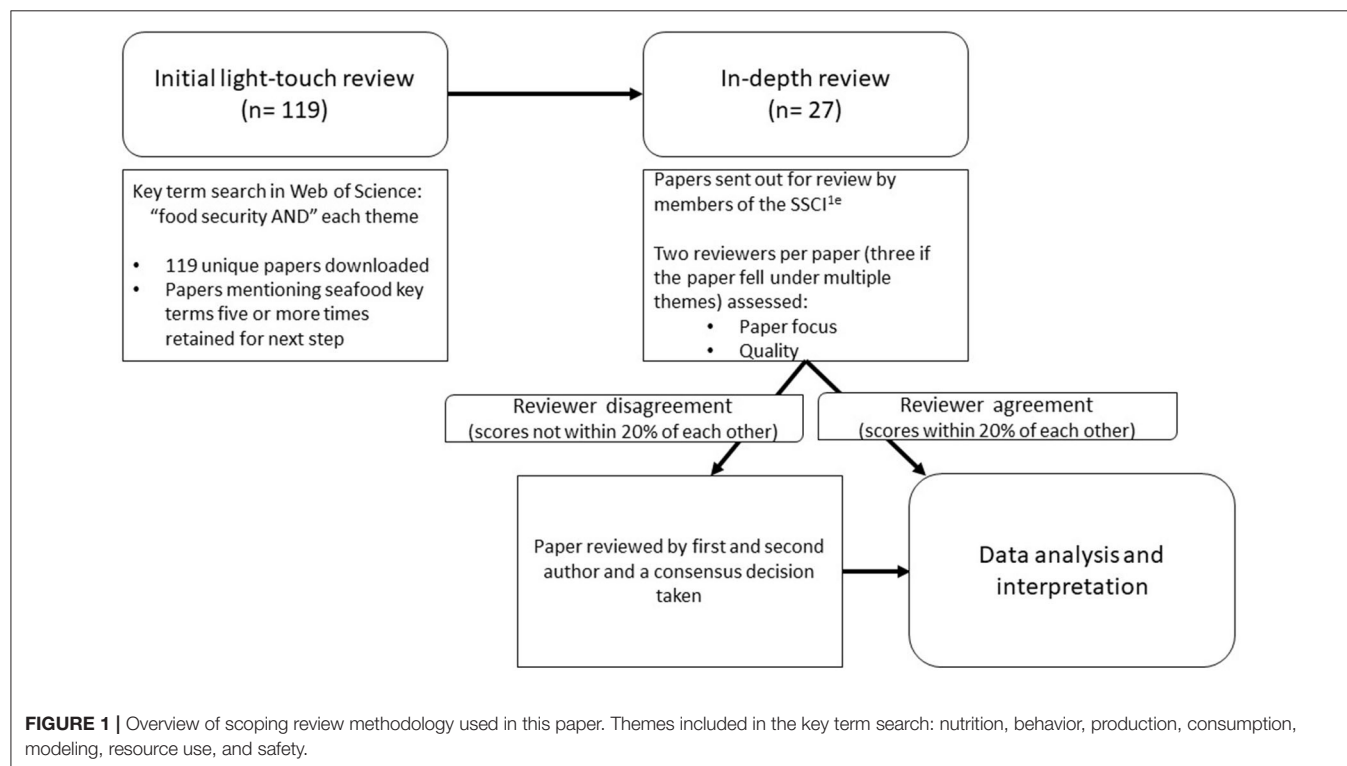 Initial light-touch review
(n= 119)
In-depth review
(n= 27)
Key term search in Web of Science:
“food security AND” each theme
• 119 unique papers downloaded
• Papers mentioning seafood key
terms five or more times
retained for next step
Papers sent out for review by
members of the SSCI1e
Two reviewers per paper (three if
the paper fell under multiple
themes) assessed:
• Paper focus
• Quality
Reviewer disagreement
(scores not within 20% of each other)
Reviewer agreement
(scores within 20% of each other)
Paper reviewed by first and second
author and a consensus decision
taken
Data analysis and
interpretation
FIGURE 1 | Overview of scoping review methodology used in this paper. Themes included in the key term search: nutrition, behavior, production, consumption,
modeling, resource use, and safety.